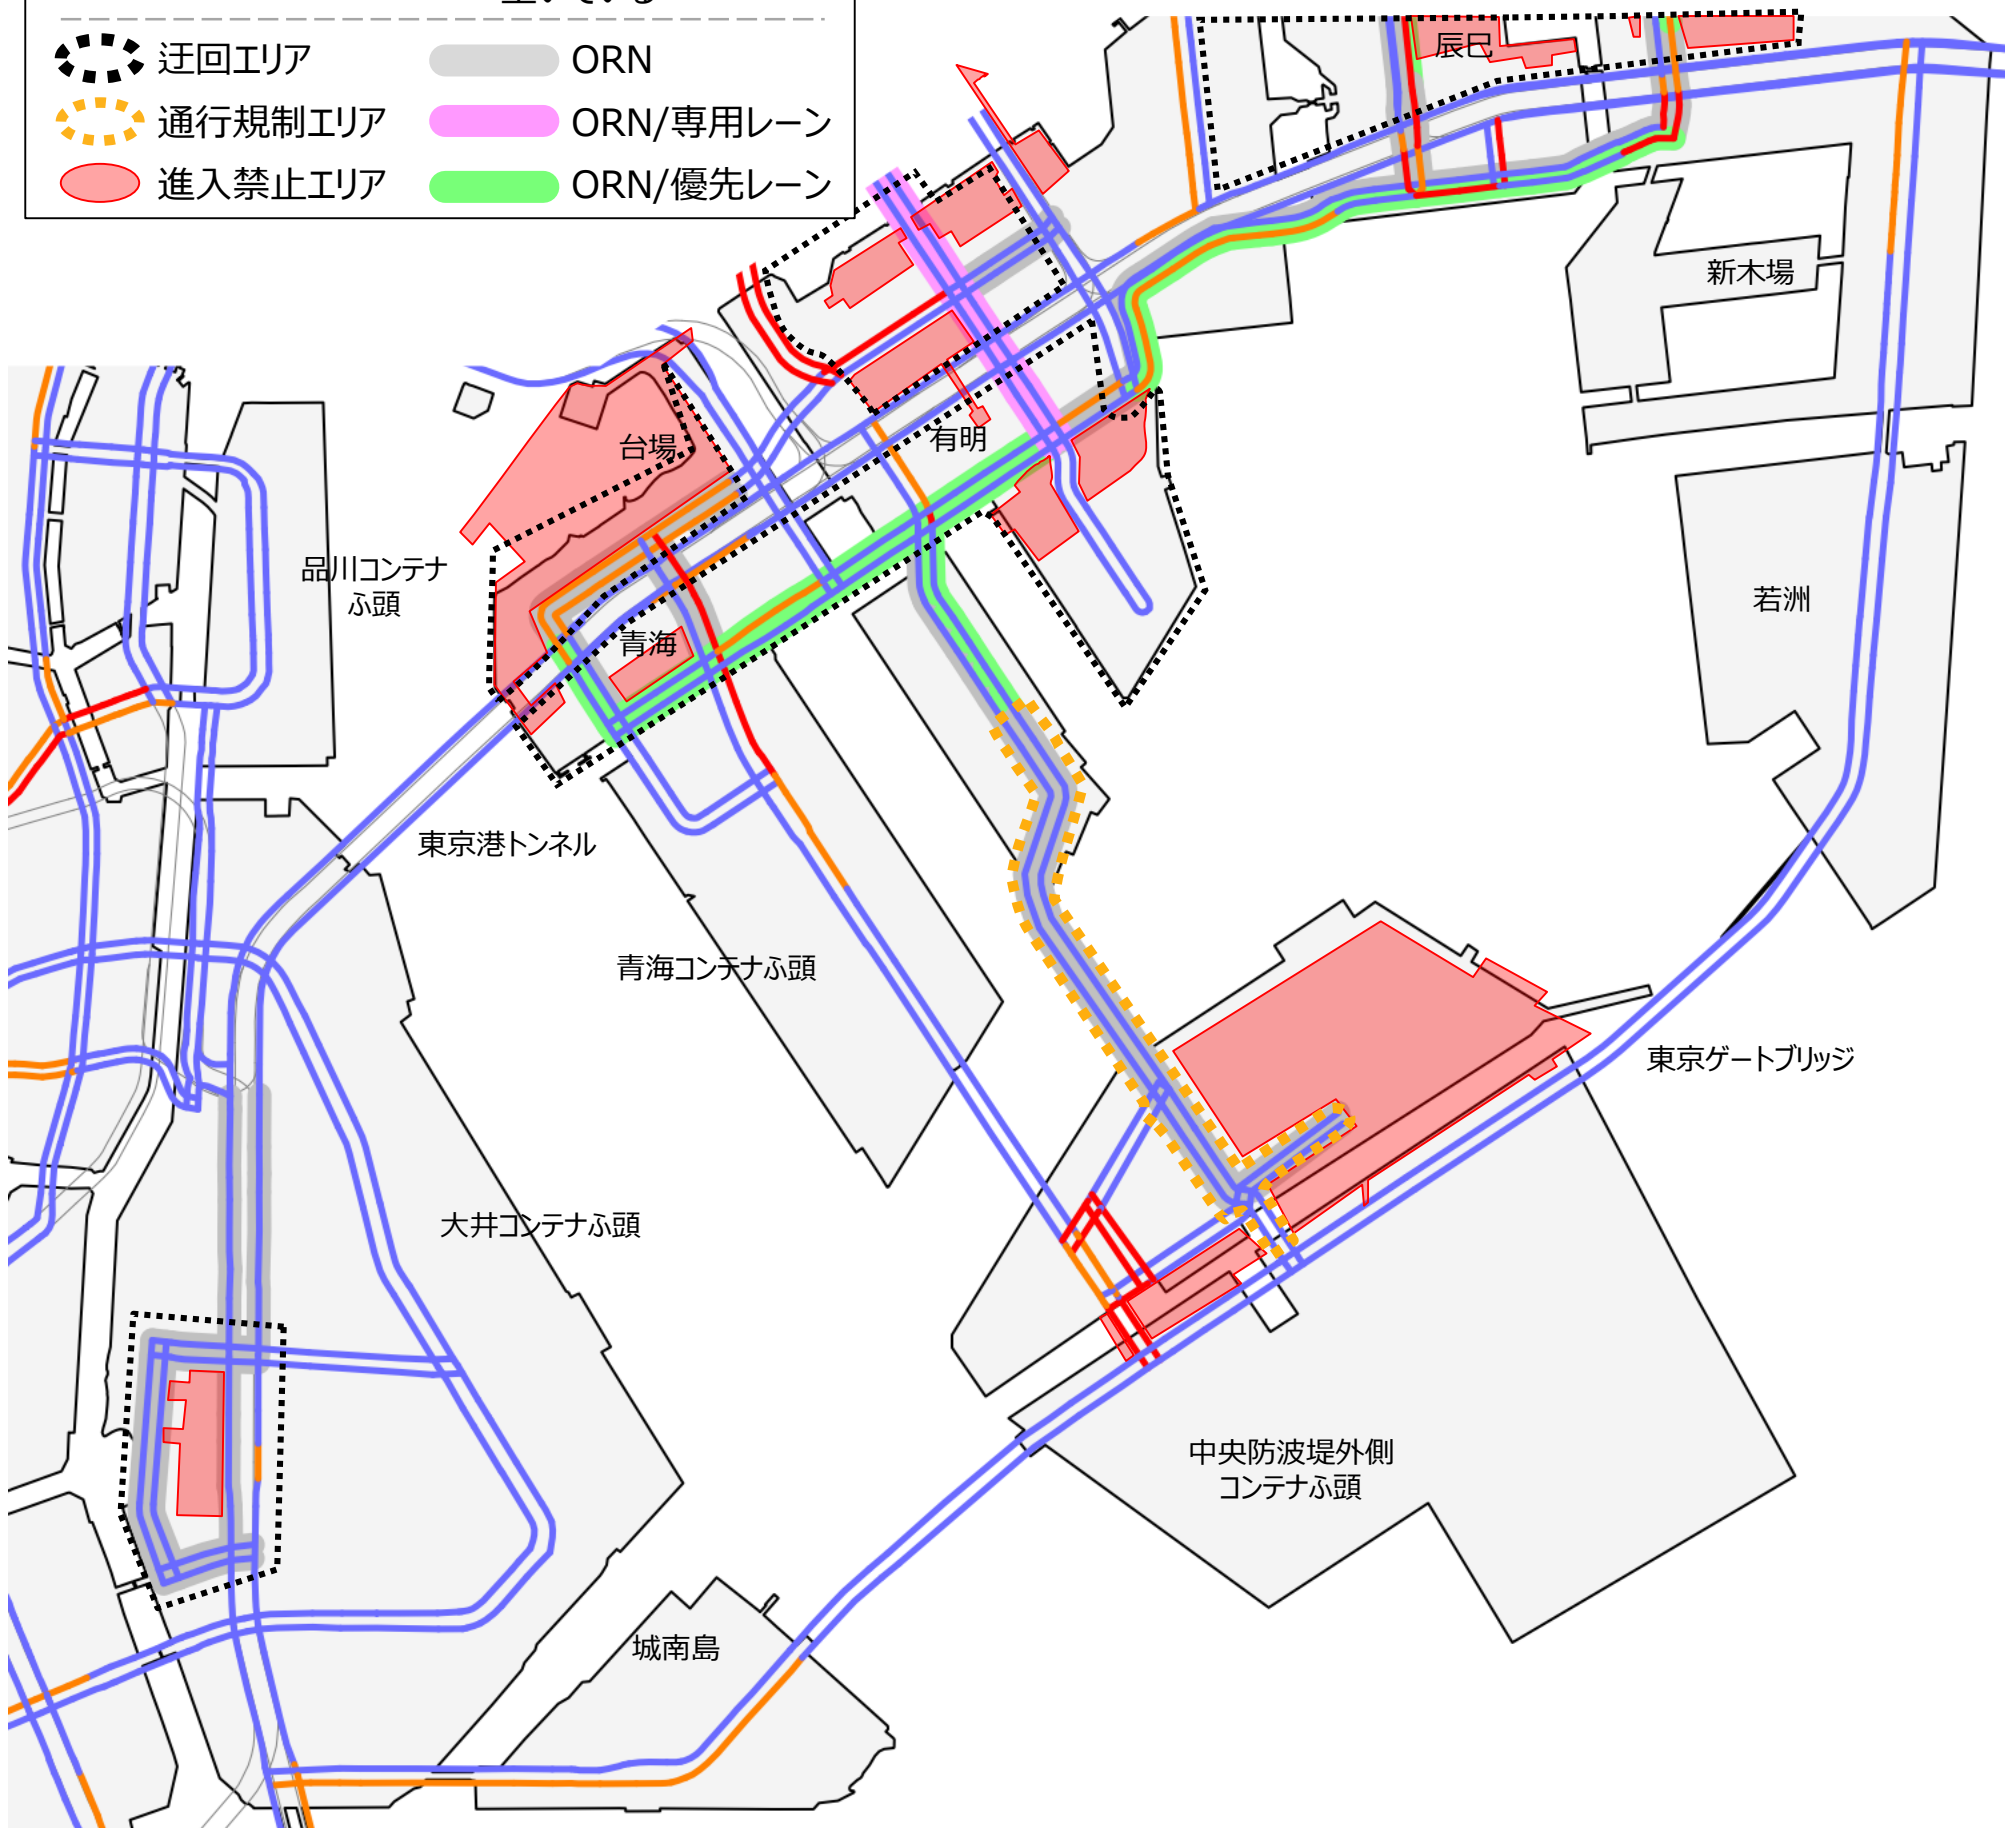 空いている
迂回エリア
ORN
通行規制エリア
ORN/専用レーン
進入禁止エリア
ORN/優先レーン
辰巳
新木場
有明
台場
品川コンテナ
ふ頭
青海
若洲
東京港トンネル
青海コンテナふ頭
東京ゲートブリッジ
大井コンテナふ頭
中央防波堤外側
コンテナふ頭
城南島